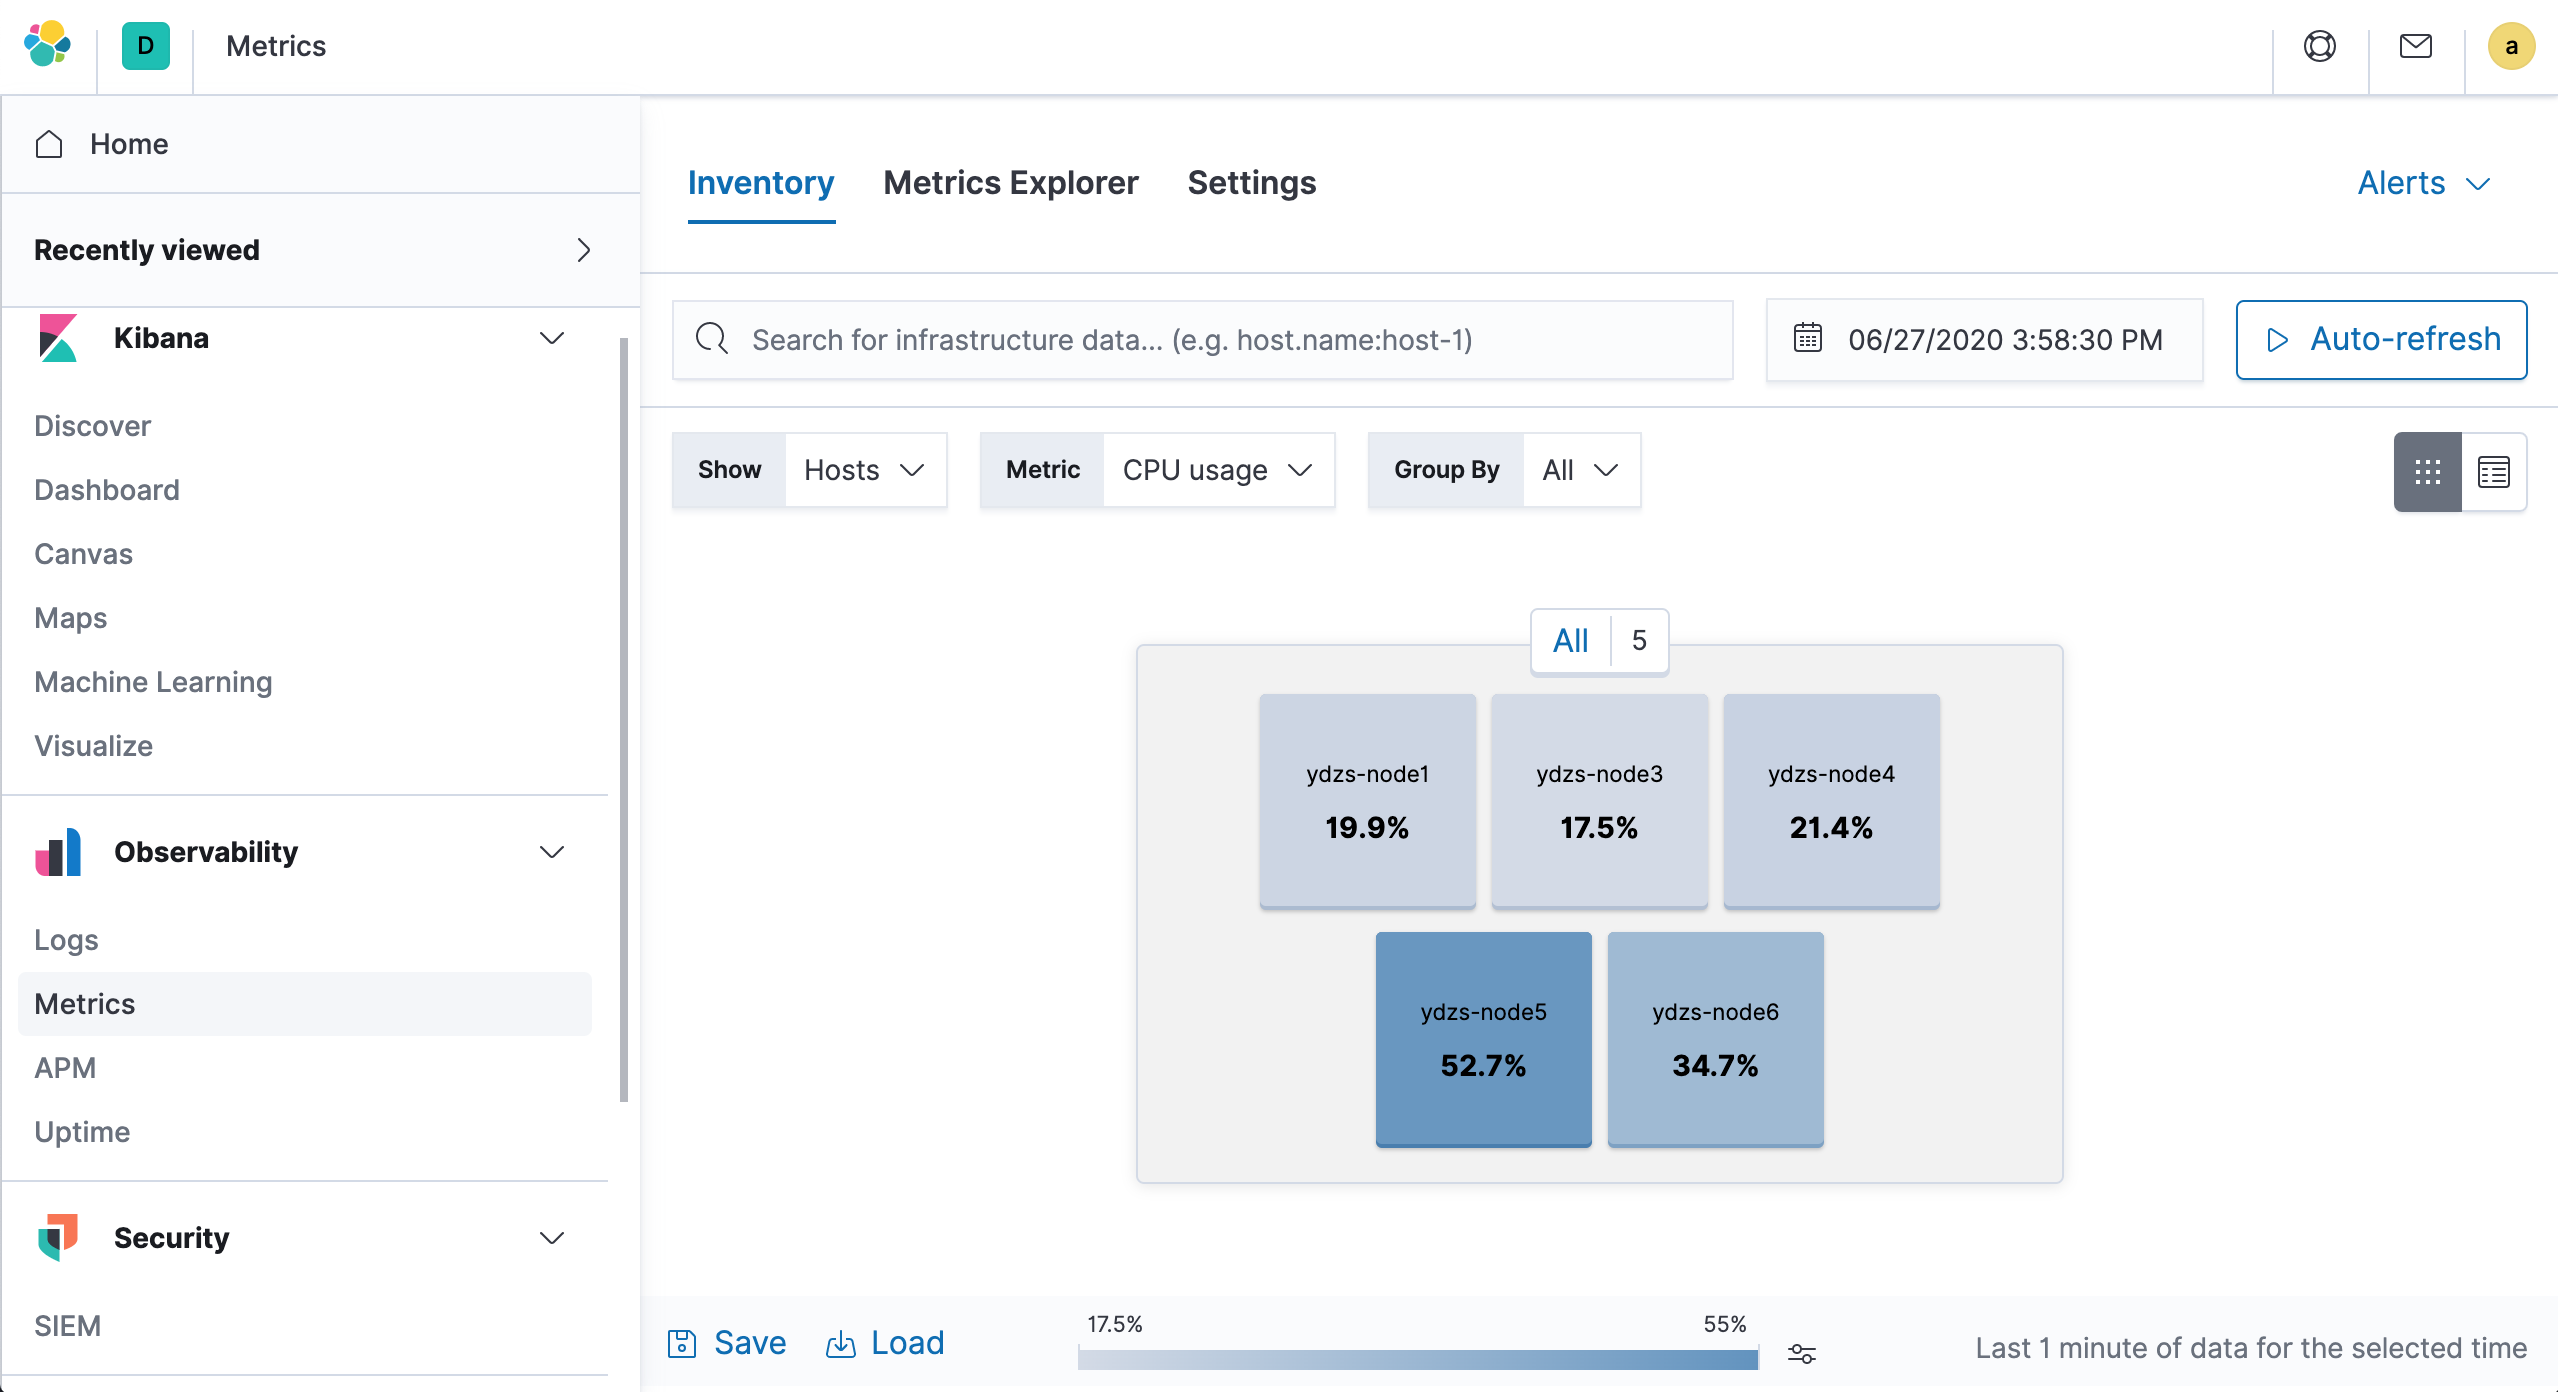 D
Metrics
a
Home
Recently viewed
Kibana
Discover
Dashboard
Canvas
Maps
Machine Learning
Visualize
Observability
Logs
Metrics
APM
Uptime
Security
SIEM
Inventory
Metrics Explorer
Settings
Alerts
Search for infrastructure data... (e.g. host.name:host-1)
06/27/2020 3:58:30 PM
Auto-refresh
Show
Hosts
Metric
CPU usage
Group By
All
All
5
ydzs-node1
19.9%
ydzs-node3
17.5%
ydzs-node4
21.4%
ydzs-node5
52.7%
ydzs-node6
34.7%
Save
Load
17.5%
55%
Last 1 minute of data for the selected time